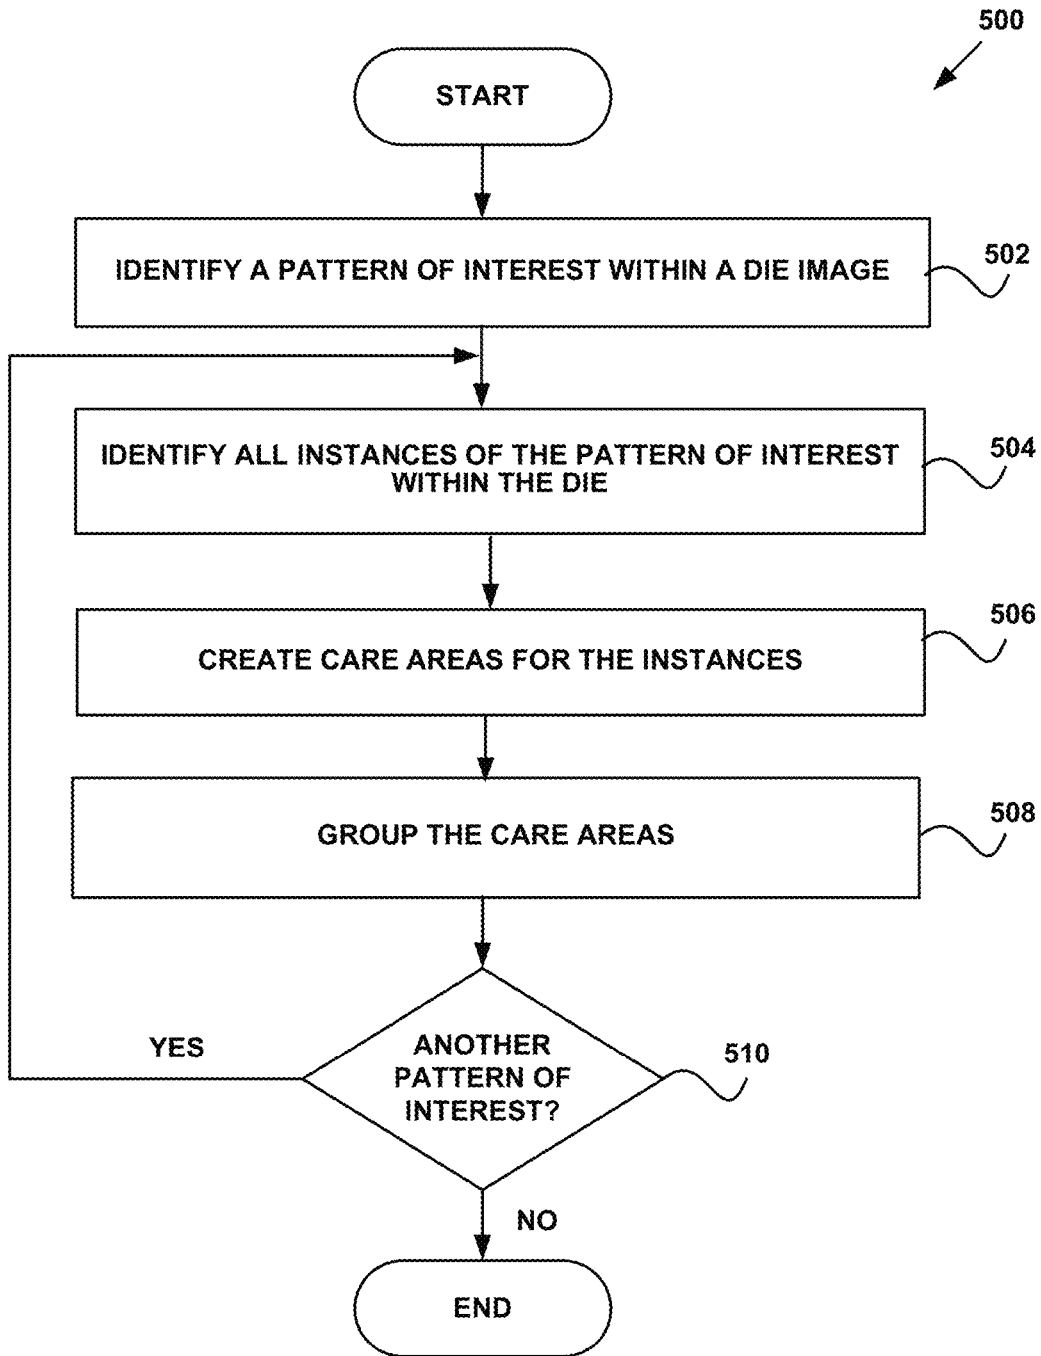 500
START
IDENTIFY A PATTERN OF INTEREST WITHIN A DIE IMAGE
502
IDENTIFY ALL INSTANCES OF THE PATTERN OF INTEREST
WITHIN THE DIE
504
CREATE CARE AREAS FOR THE INSTANCES
506
GROUP THE CARE AREAS
508
YES
ANOTHER
PATTERN OF
INTEREST?
510
NO
END